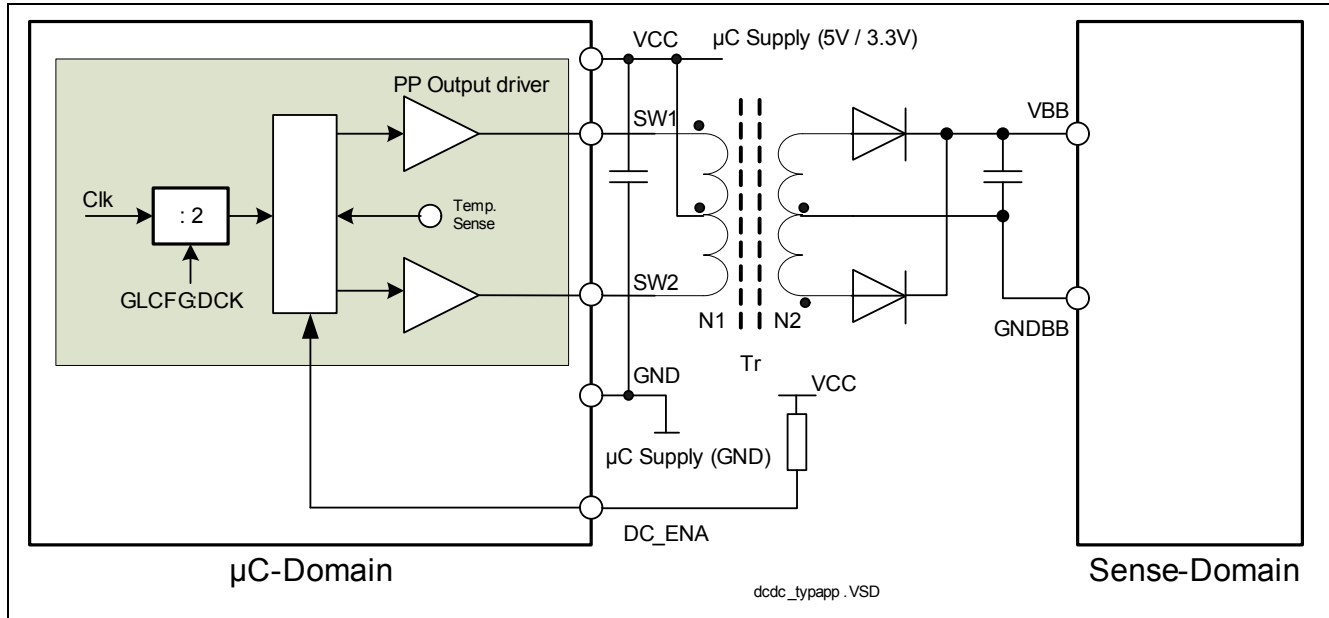 VCC
µC Supply (5V / 3.3V)
PP Output driver
SW1
VBB
Clk
: 2
Temp.
Sense
GLCFG:DCK
SW2
N1
N2
GNDBB
Tr
GND
VCC
µC Supply (GND)
DC_ENA
µC-Domain
Sense-Domain
dcdc_typapp.VSD